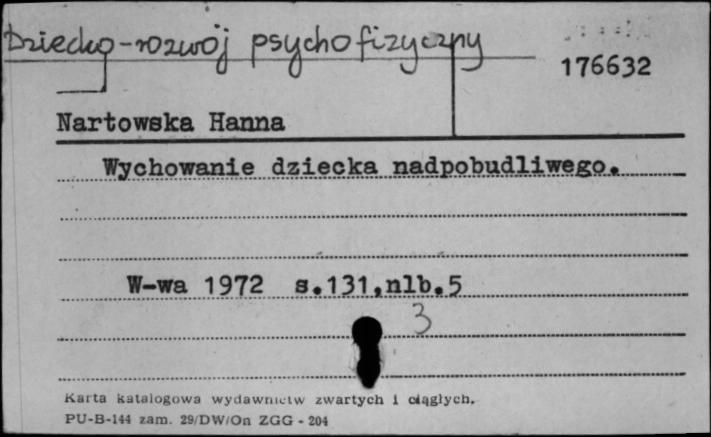 Dziecko-rozwój psychofizyczny
176632
Nartowska Hanna
Wychowanie dziecka nadpobudliwego.
W-wa 1972 s.131,nlb.5
3
Karta katalogowa wydawnictw zwartych i ciągłych.
PU-B-144 zam. 29/DW/On ZGG - 204